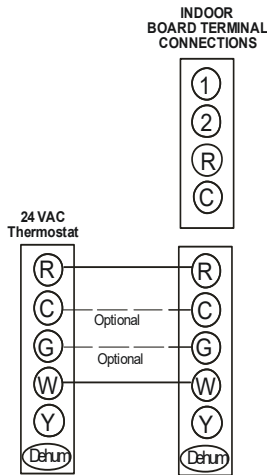 INDOOR
BOARD TERMINAL
CONNECTIONS
1
2
R
C
24 VAC
Thermostat
R R
C Optional C
G Optional G
W W
Y Y
Dehum Dehum